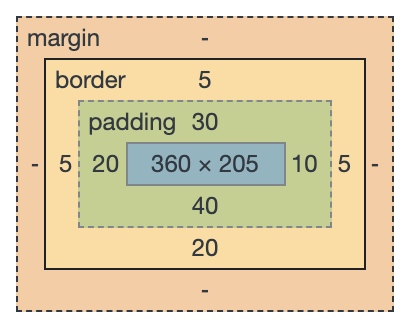 margin -
border 5
padding 30
- 5 20 360 × 205 10 5 -
40
20
-